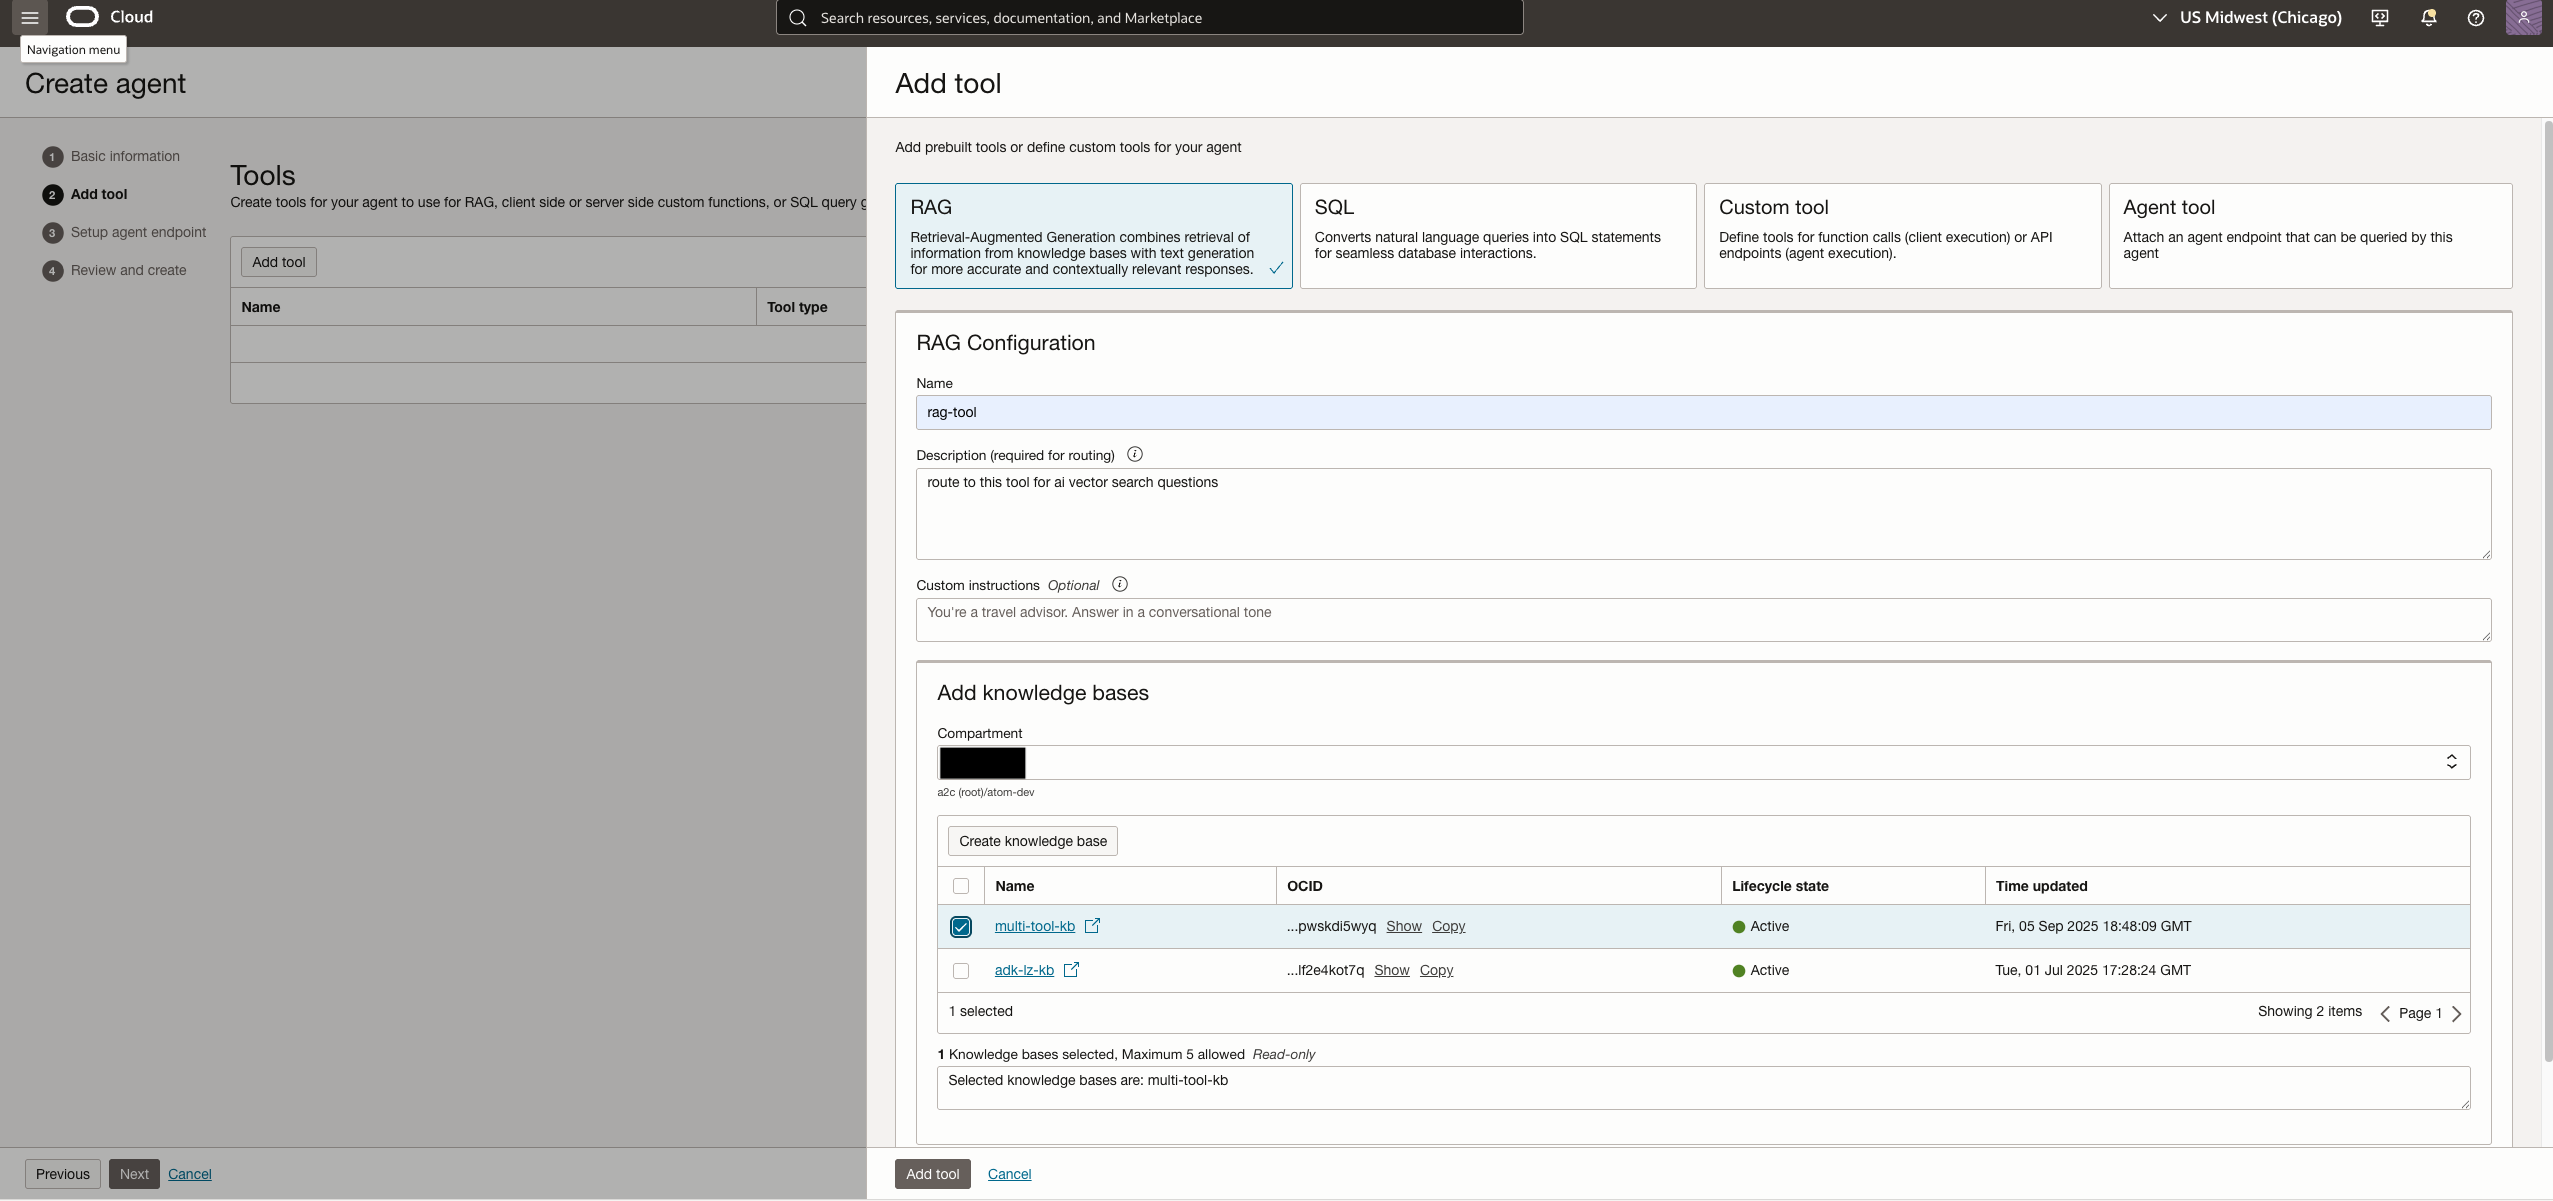 Cloud
Search resources, services, documentation, and Marketplace
US Midwest (Chicago)
Navigation menu
Create agent
1 Basic information
2 Add tool
3 Setup agent endpoint
4 Review and create
Tools
Create tools for your agent to use for RAG, client side or server side custom functions, or SQL query g
Add tool
Name
Tool type
Previous
Next
Cancel
Add tool
Add prebuilt tools or define custom tools for your agent
RAG
Retrieval-Augmented Generation combines retrieval of
information from knowledge bases with text generation
for more accurate and contextually relevant responses.
SQL
Converts natural language queries into SQL statements
for seamless database interactions.
Custom tool
Define tools for function calls (client execution) or API
endpoints (agent execution).
Agent tool
Attach an agent endpoint that can be queried by this
agent
RAG Configuration
Name
rag-tool
Description (required for routing)
route to this tool for ai vector search questions
Custom instructions Optional
You're a travel advisor. Answer in a conversational tone
Add knowledge bases
Compartment
a2c (root)/atom-dev
Create knowledge base
Name OCID Lifecycle state Time updated
multi-tool-kb ...pwskdi5wyq Show Copy Active Fri, 05 Sep 2025 18:48:09 GMT
adk-lz-kb ...lf2e4kot7q Show Copy Active Tue, 01 Jul 2025 17:28:24 GMT
1 selected Showing 2 items Page 1
1 Knowledge bases selected, Maximum 5 allowed Read-only
Selected knowledge bases are: multi-tool-kb
Add tool
Cancel